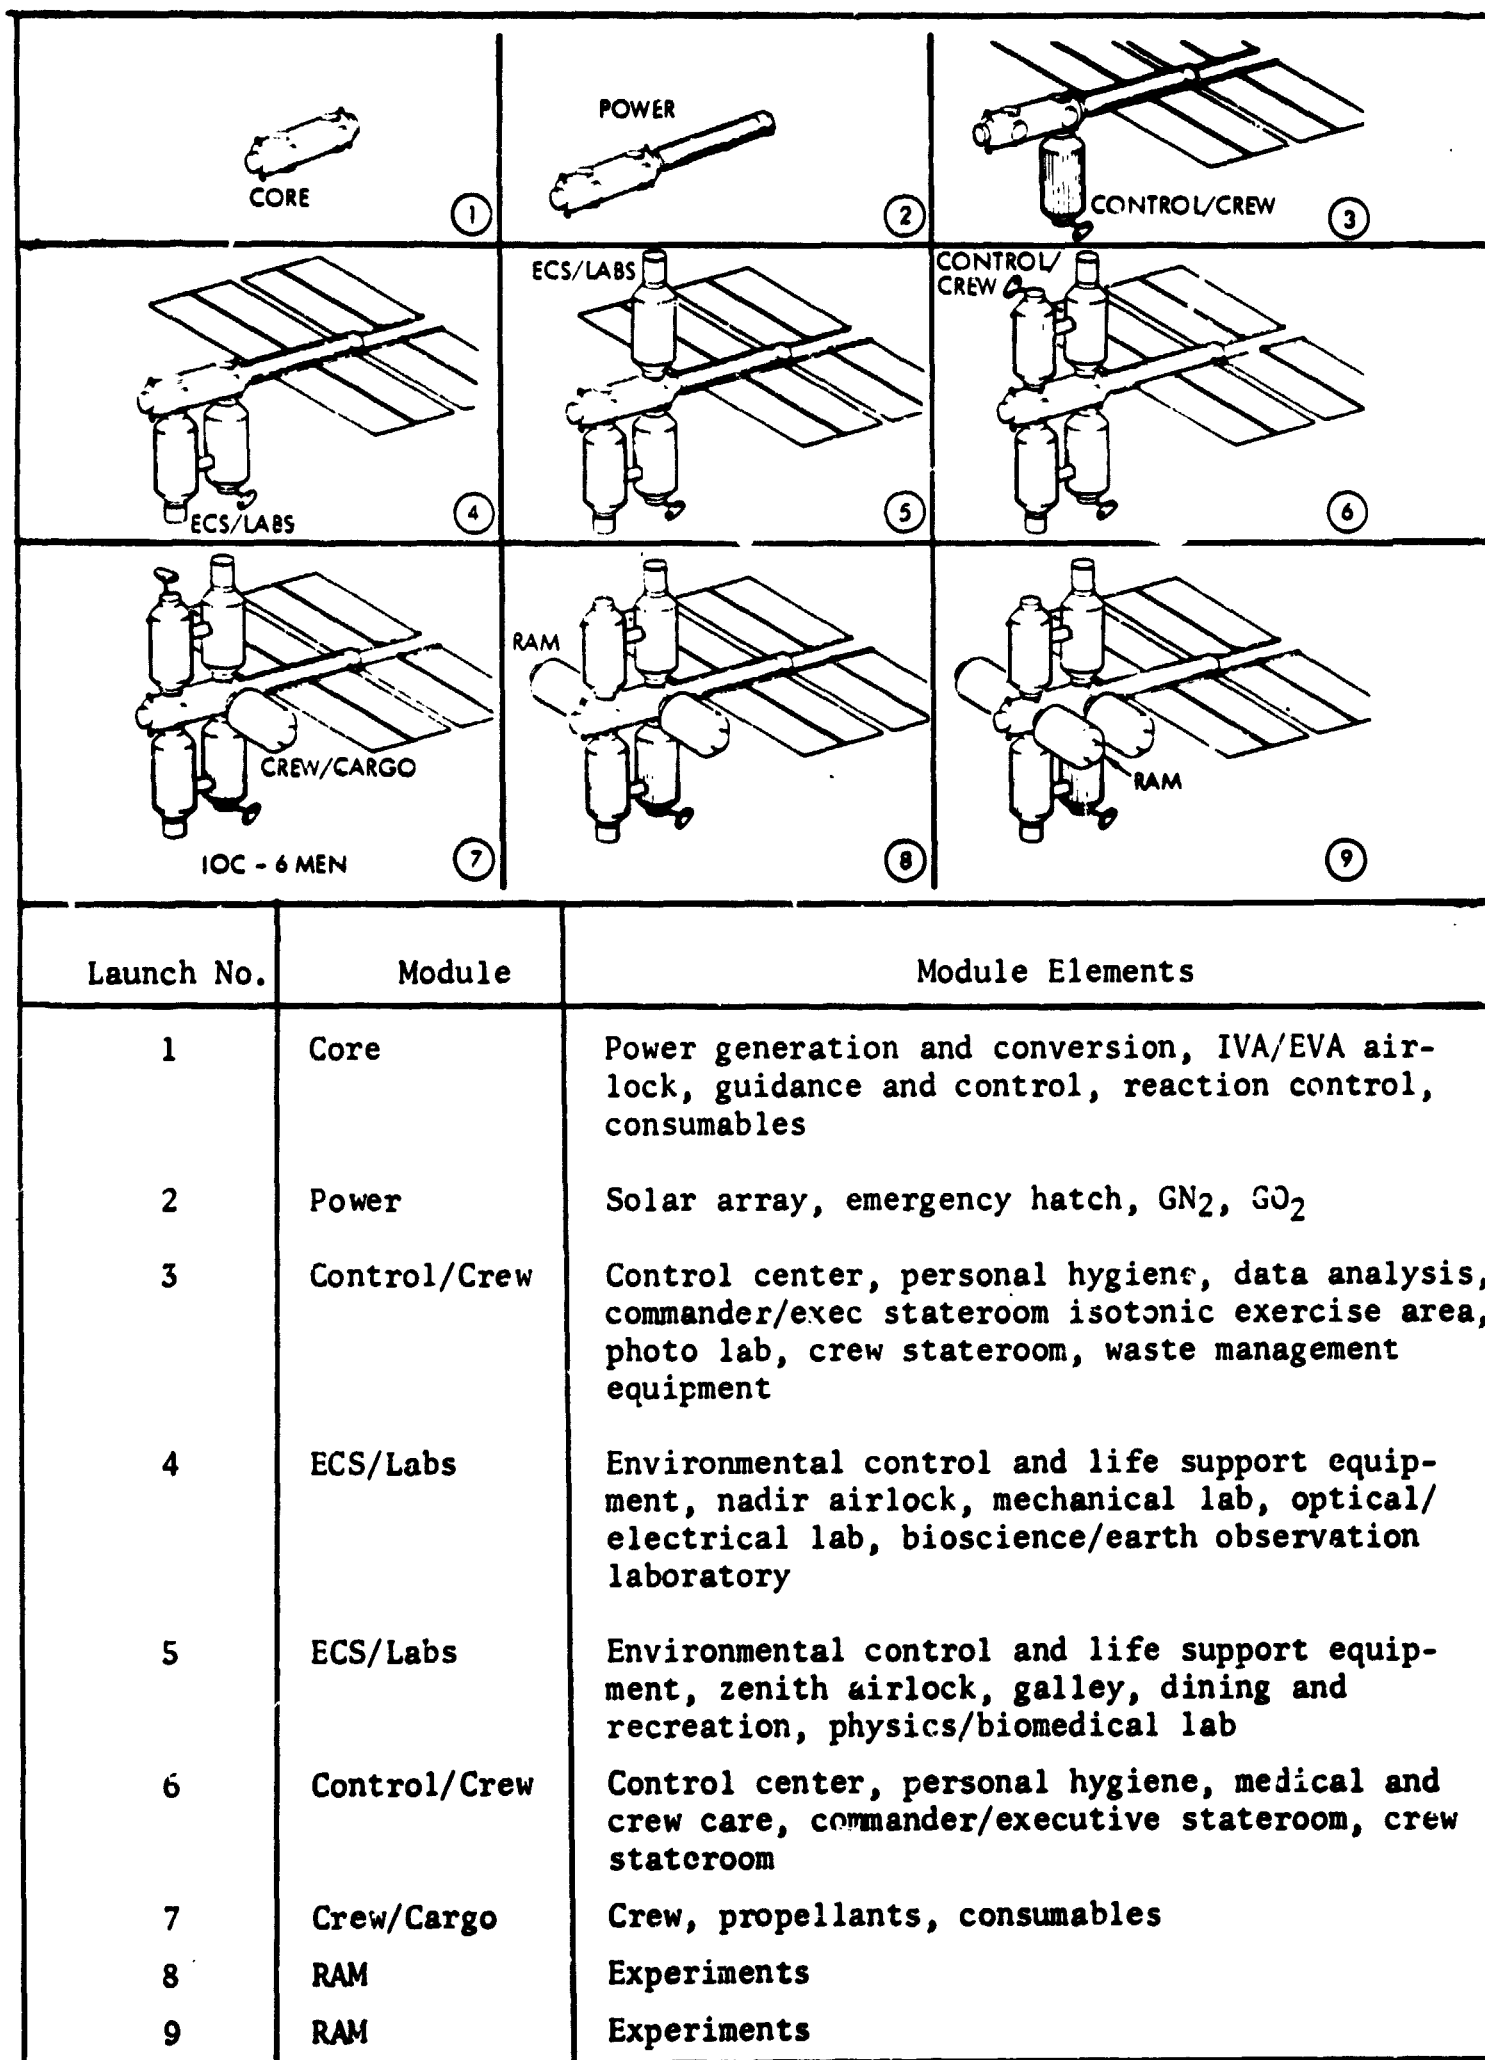 CORE
1
POWER
2
CONTROL/CREW
3
ECS/LABS
4
ECS/LABS
5
CONTROL/
CREW
6
CREW/CARGO
IOC - 6 MEN
7
RAM
8
RAM
9
Launch No. Module Module Elements
1 Core Power generation and conversion, IVA/EVA air-
lock, guidance and control, reaction control,
consumables
2 Power Solar array, emergency hatch, GN2, GO2
3 Control/Crew Control center, personal hygiene, data analysis,
commander/exec stateroom isotonic exercise area,
photo lab, crew stateroom, waste management
equipment
4 ECS/Labs Environmental control and life support equip-
ment, nadir airlock, mechanical lab, optical/
electrical lab, bioscience/earth observation
laboratory
5 ECS/Labs Environmental control and life support equip-
ment, zenith airlock, galley, dining and
recreation, physics/biomedical lab
6 Control/Crew Control center, personal hygiene, medical and
crew care, commander/executive stateroom, crew
stateroom
7 Crew/Cargo Crew, propellants, consumables
8 RAM Experiments
9 RAM Experiments